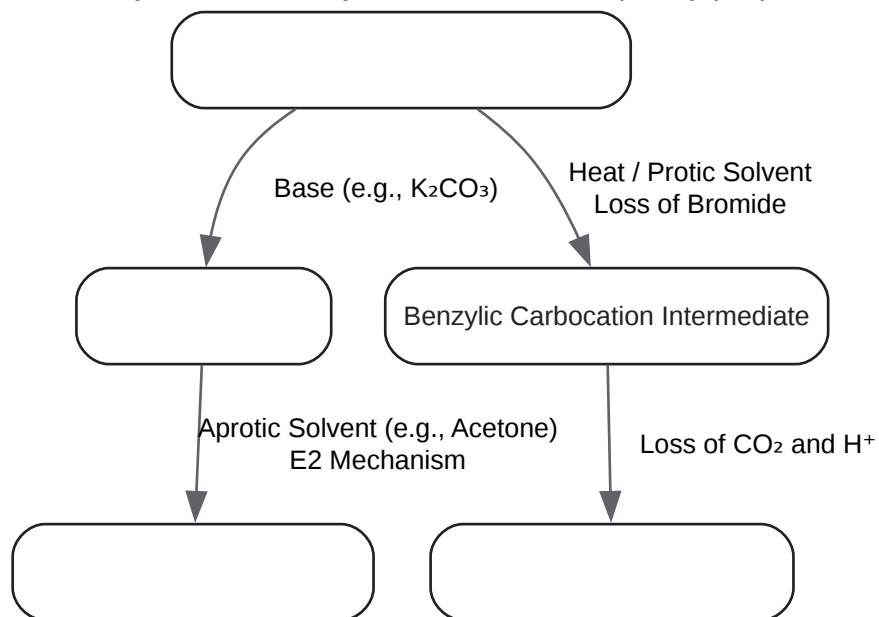 Base (e.g., K₂CO₃)
Heat / Protic Solvent
Loss of Bromide
Benzylic Carbocation Intermediate
Aprotic Solvent (e.g., Acetone)
E2 Mechanism
Loss of CO₂ and H⁺